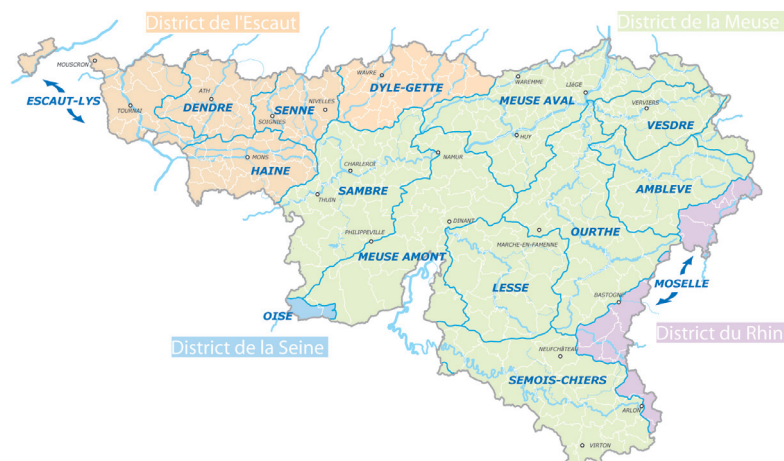 District de l'Escaut
District de la Meuse
MOUSCRON
WAVRE
WAREMME
LIÈGE
ESCAUT-LYS
TOURNAI
ATH
DENDRE
SENNE
NIVELLES
SOIGNIES
DYLE-GETTE
MEUSE AVAL
VERVIERS
VESDRE
HUY
MONS
HAINE
CHARLEROI
NAMUR
SAMBRE
THUIN
AMBLEVE
DINANT
OURTHE
PHILIPPEVILLE
MARCHE-EN-FAMENNE
MEUSE AMONT
LESSE
MOSELLE
BASTOGNE
OISE
District de la Seine
District du Rhin
NEUFCHÂTEAU
SEMOIS-CHIERS
ARLON
VIRTON